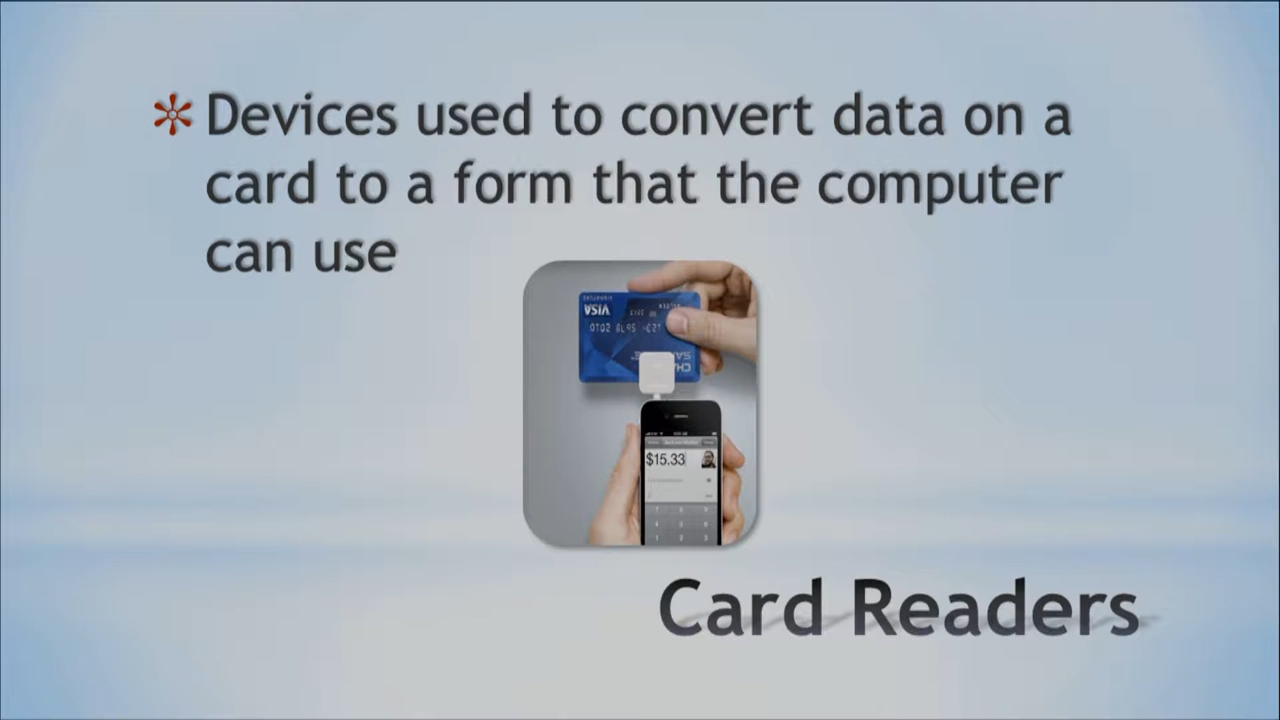 Devices used to convert data on a
card to a form that the computer
can use
VISA
$15.33
Card Readers